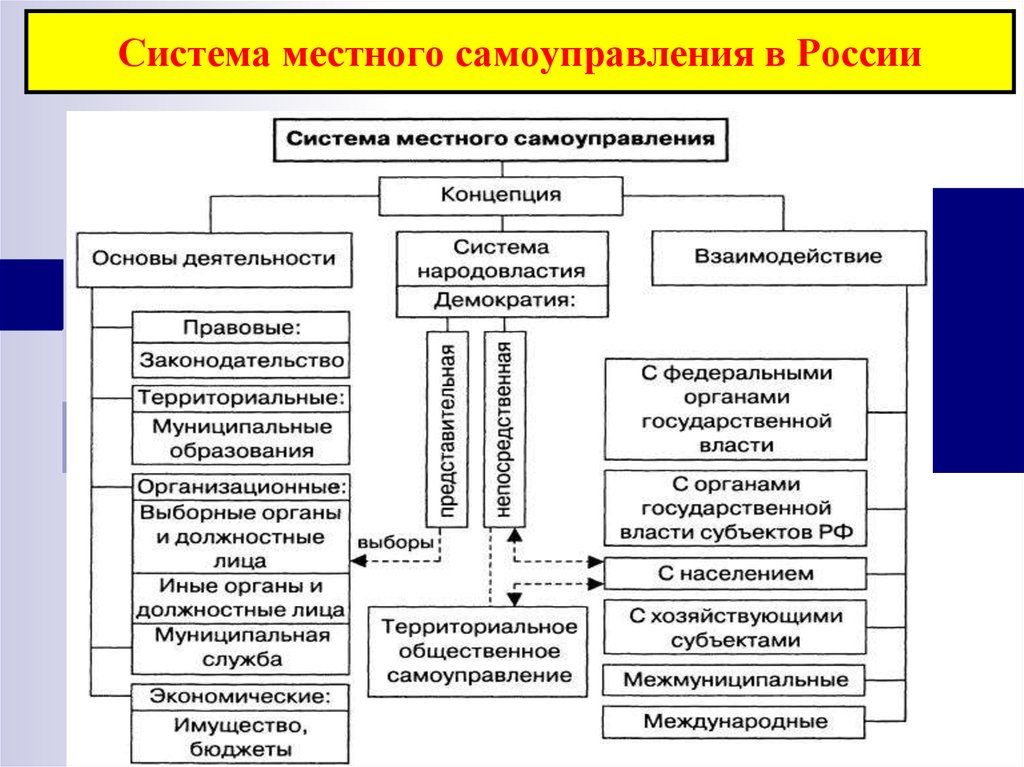 Система местного самоуправления в России
Система местного самоуправления
Концепция
Основы деятельности
Правовые:
Законодательство
Территориальные:
Муниципальные
образования
Организационные:
Выборные органы
и должностные
лица
Иные органы и
должностные лица
Муниципальная
служба
Экономические:
Имущество,
бюджеты
Система
народовластия
Демократия:
представительная
непосредственная
выборы
Территориальное
общественное
самоуправление
Взаимодействие
С федеральными
органами
государственной
власти
С органами
государственной
власти субъектов РФ
С населением
С хозяйствующими
субъектами
Межмуниципальные
Международные